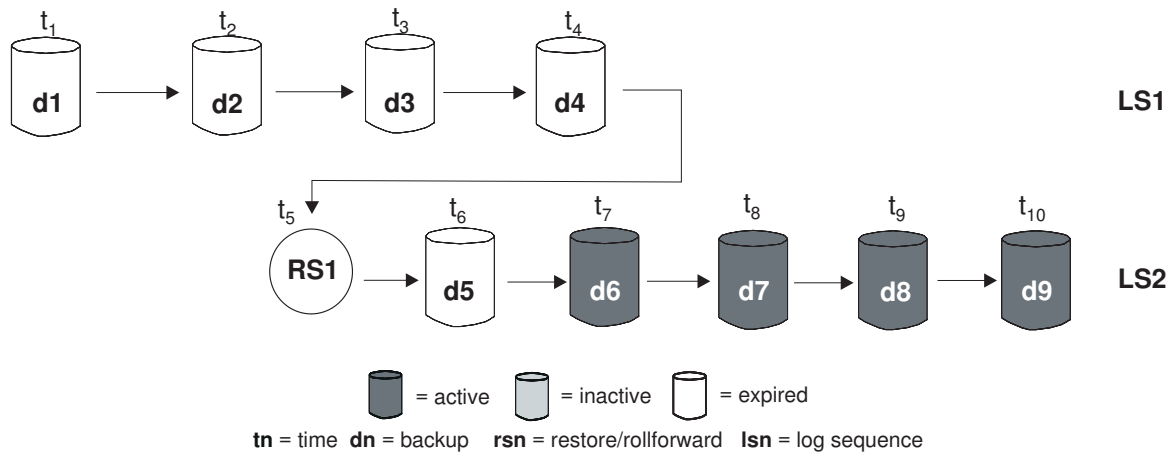 t1 t2 t3 t4
d1 d2 d3 d4 LS1
t5 t6 t7 t8 t9 t10
RS1 d5 d6 d7 d8 d9 LS2
= active = inactive = expired
tn = time dn = backup rsn = restore/rollforward lsn = log sequence